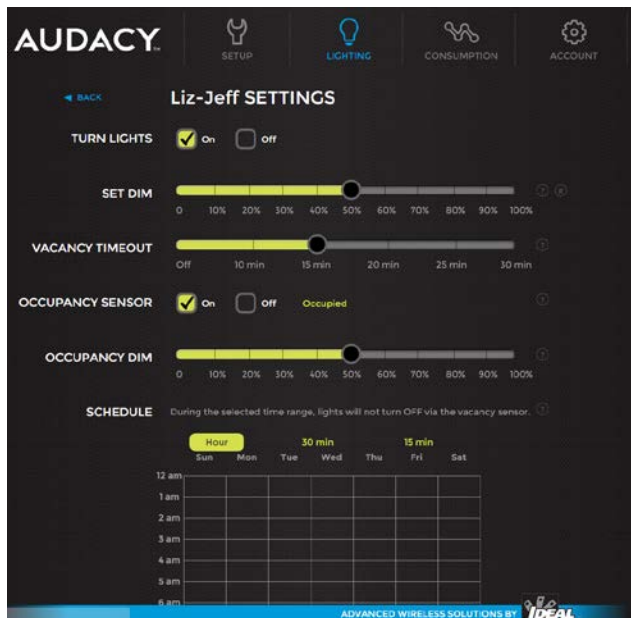 AUDACY™
SETUP
LIGHTING
CONSUMPTION
ACCOUNT
◄ BACK
Liz-Jeff SETTINGS
TURN LIGHTS
On
Off
SET DIM
? R
0 10% 20% 30% 40% 50% 60% 70% 80% 90% 100%
VACANCY TIMEOUT
?
Off 10 min 15 min 20 min 25 min 30 min
OCCUPANCY SENSOR
On
Off
Occupied
?
OCCUPANCY DIM
?
0 10% 20% 30% 40% 50% 60% 70% 80% 90% 100%
SCHEDULE
During the selected time range, lights will not turn OFF via the vacancy sensor.
?
Hour 30 min 15 min
Sun Mon Tue Wed Thu Fri Sat
12 am
1 am
2 am
3 am
4 am
5 am
6 am
ADVANCED WIRELESS SOLUTIONS BY IDEAL